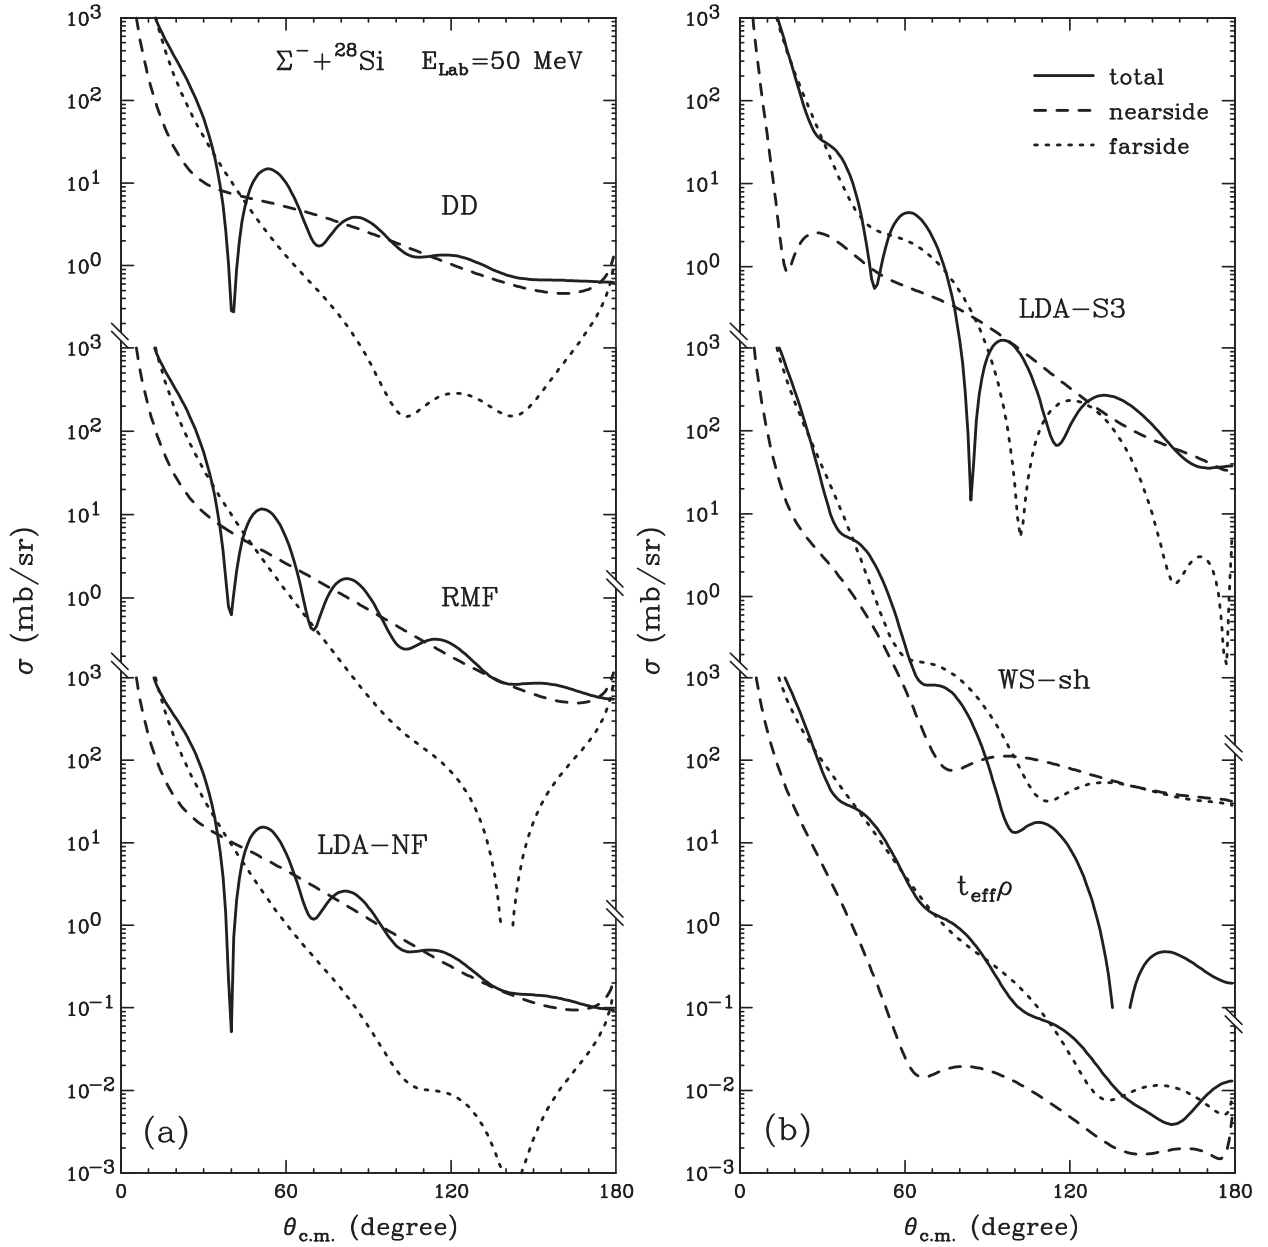 10³
Σ⁻+²⁸Si E_Lab=50 MeV
10²
10¹
DD
10⁰
10³
10²
10¹
RMF
10⁰
10³
10²
10¹
LDA−NF
10⁰
10⁻¹
10⁻²
(a)
10⁻³
0 60 120 180
θc.m. (degree)
σ (mb/sr)
10³
total
10²
nearside
farside
10¹
10⁰
LDA−S3
10³
10²
10¹
10⁰
WS−sh
10³
10²
10¹
t_effρ
10⁰
10⁻¹
10⁻²
(b)
10⁻³
0 60 120 180
θc.m. (degree)
σ (mb/sr)